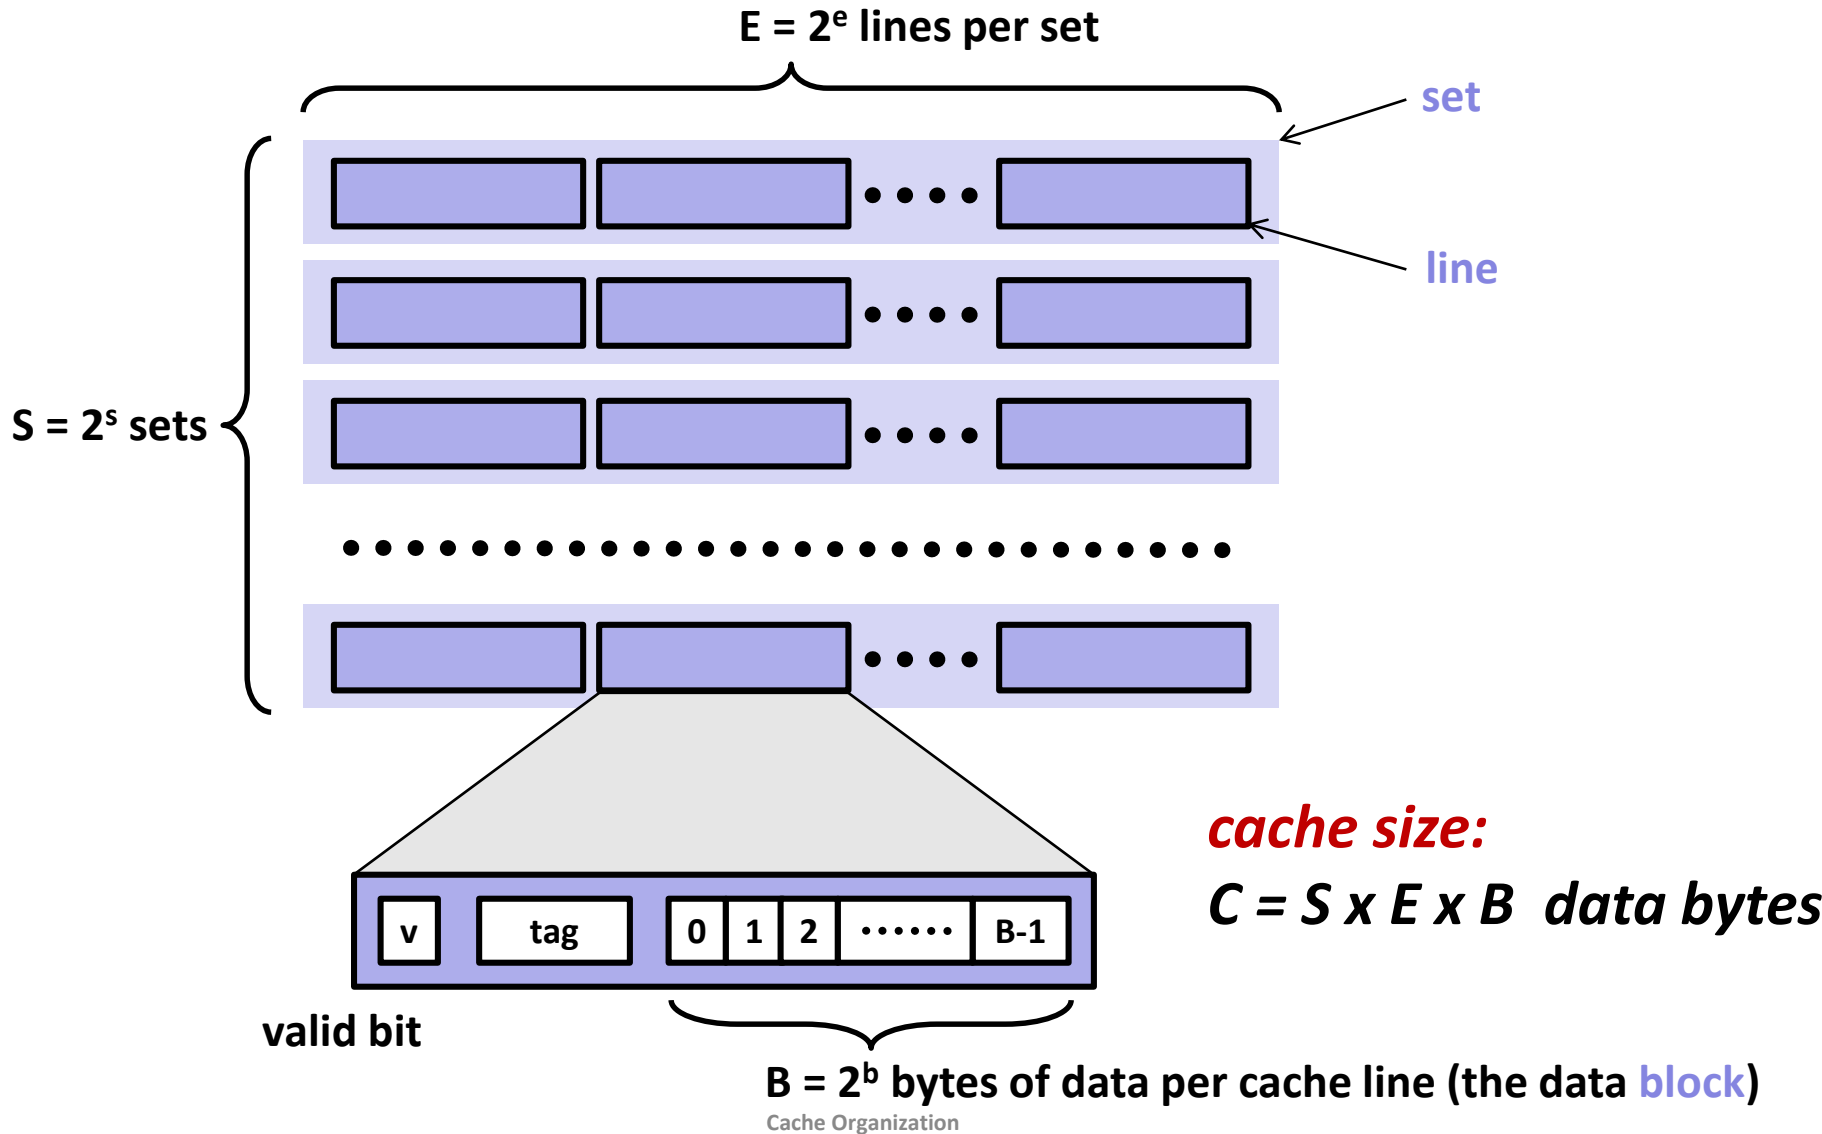 E = 2ᵉ lines per set
set
line
S = 2ˢ sets
cache size:
C = S x E x B data bytes
v tag 0 1 2 ...... B-1
valid bit
B = 2ᵇ bytes of data per cache line (the data block)
Cache Organization